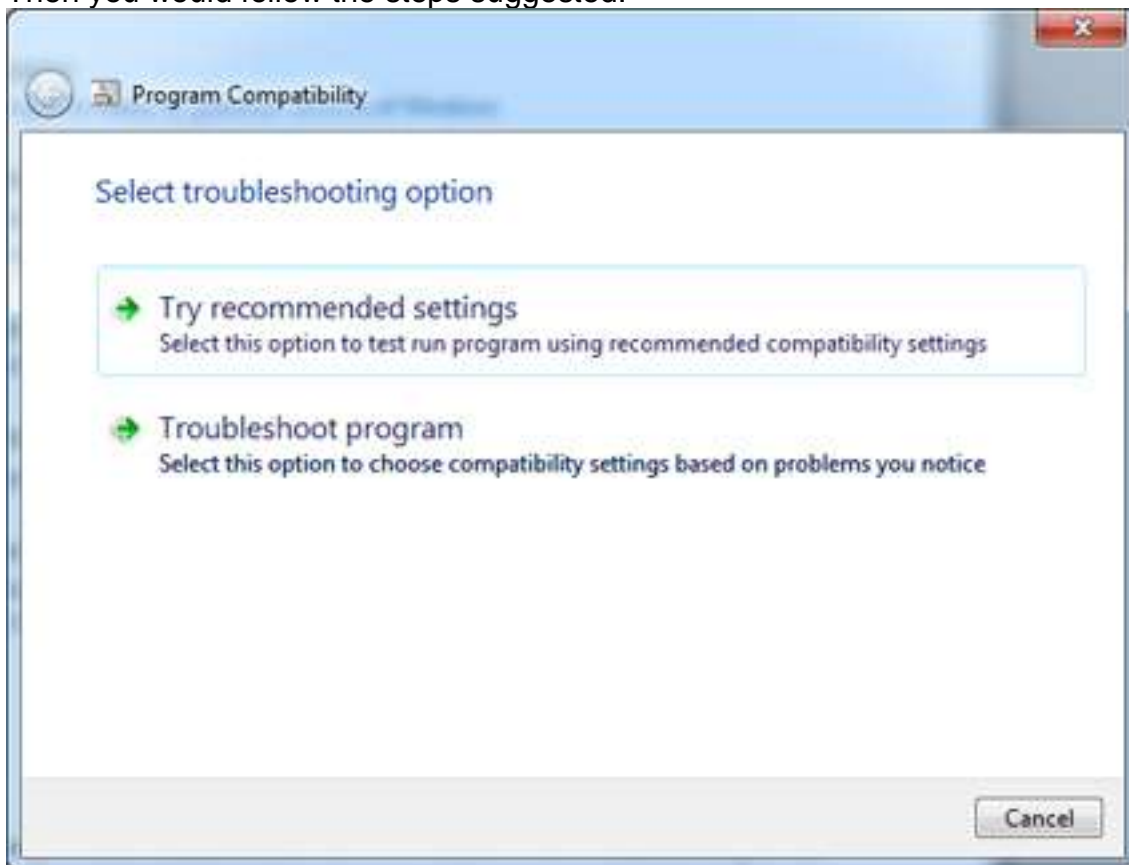 Then you would follow the steps suggested.
Program Compatibility
Select troubleshooting option
Try recommended settings
Select this option to test run program using recommended compatibility settings
Troubleshoot program
Select this option to choose compatibility settings based on problems you notice
Cancel